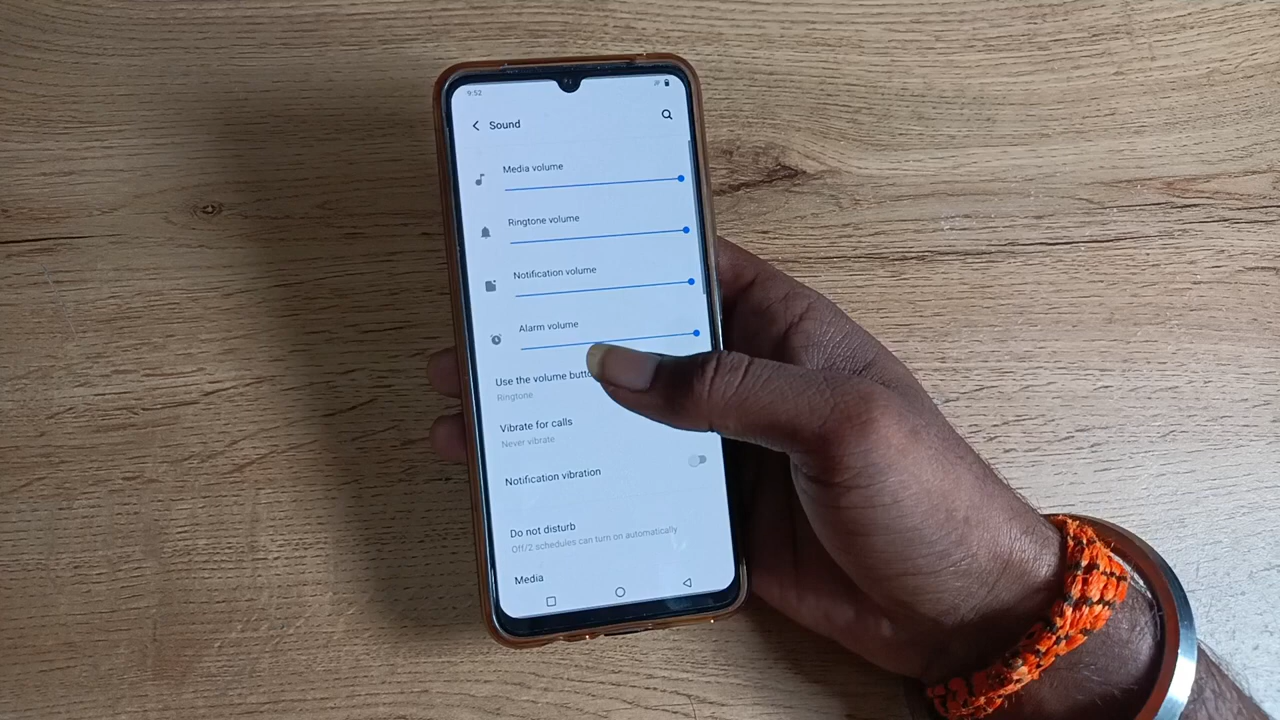 9:52
Sound
Media volume
Ringtone volume
Notification volume
Alarm volume
Use the volume butto
Ringtone
Vibrate for calls
Never vibrate
Notification vibration
Do not disturb
Off/2 schedules can turn on automatically
Media